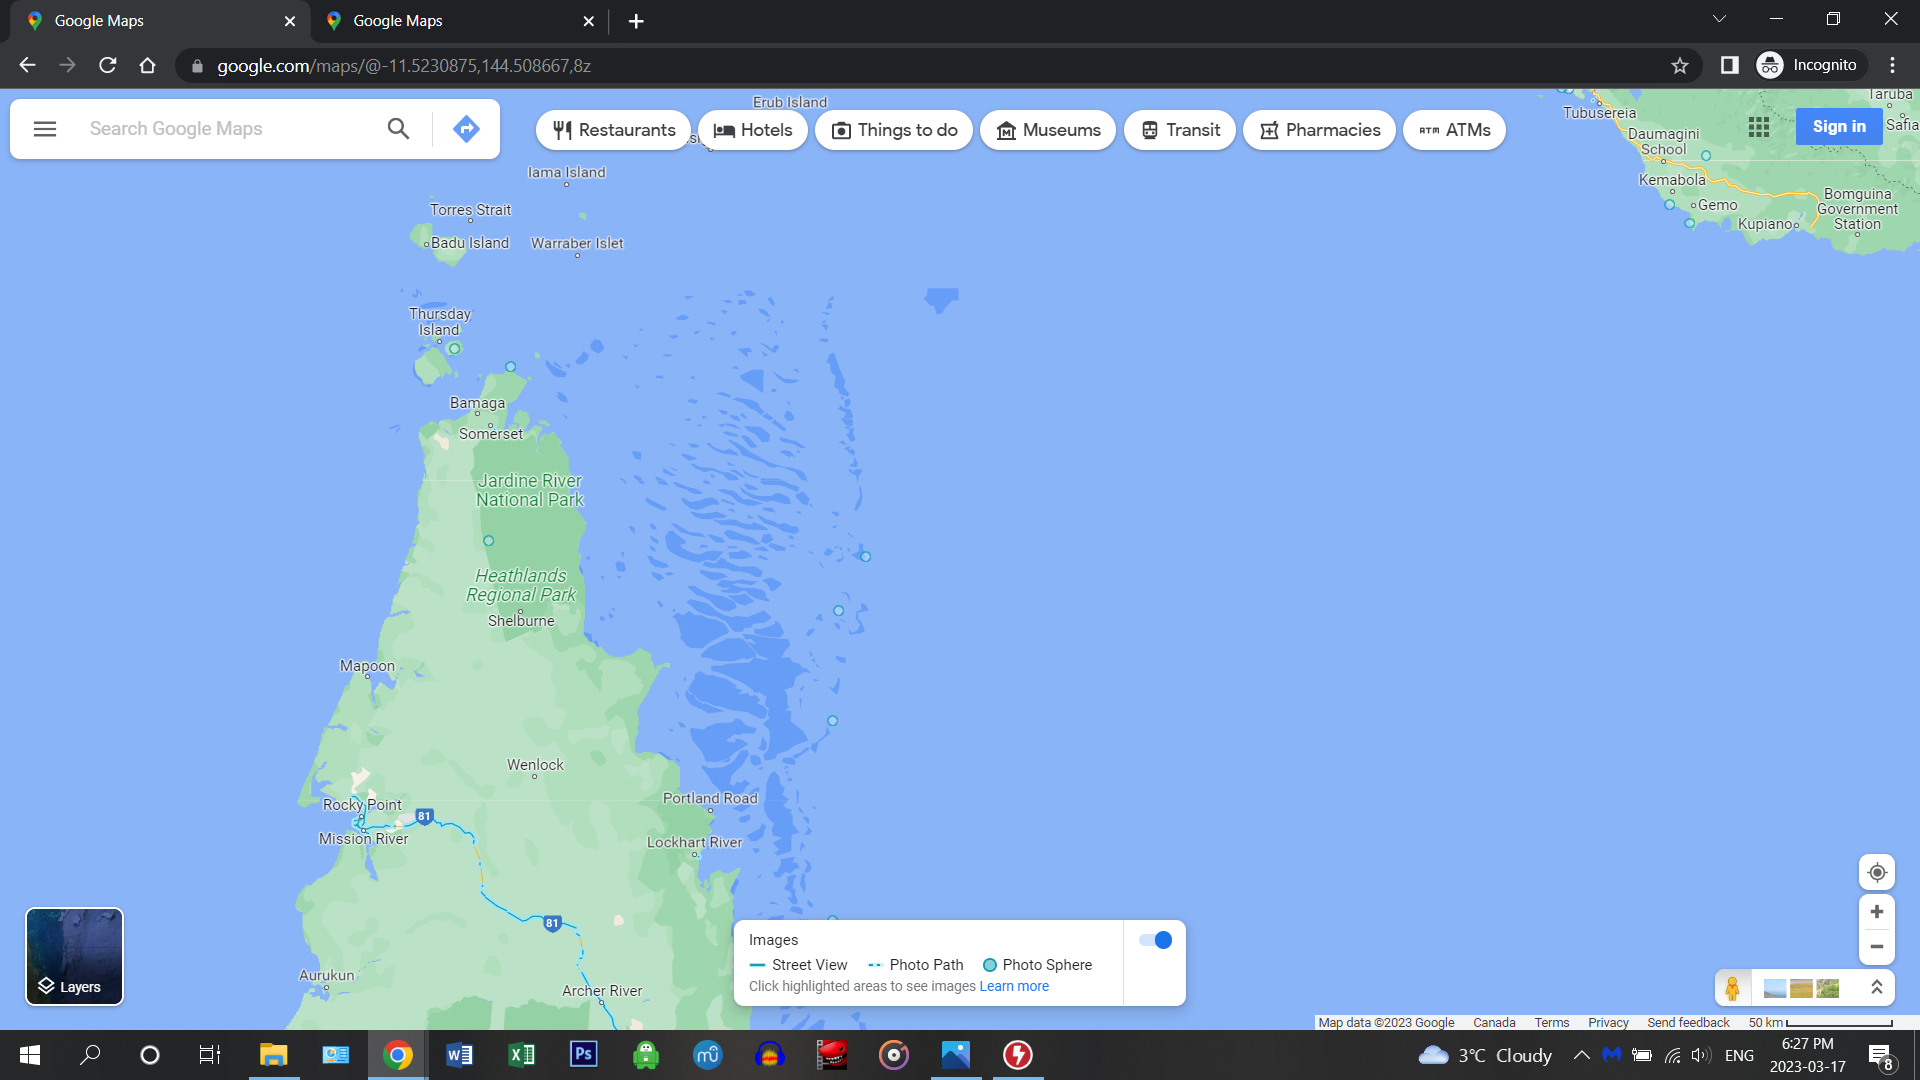 Google Maps
Google Maps
google.com/maps/@-11.5230875,144.508667,8z
Incognito
Search Google Maps
Restaurants
Hotels
Things to do
Museums
Transit
Pharmacies
ATM ATMs
Sign in
Erub Island
Taruba
Tubusereia
Safia
Daumagini
School
Iama Island
Kemabola
Bomguina
Government
Station
Torres Strait
Gemo
Kupiano
Badu Island
Warraber Islet
Thursday
Island
Bamaga
Somerset
Jardine River
National Park
Heathlands
Regional Park
Shelburne
Mapoon
Wenlock
Portland Road
Rocky Point
81
Mission River
Lockhart River
81
Aurukun
Archer River
Layers
Images
Street View
Photo Path
Photo Sphere
Click highlighted areas to see images Learn more
Map data ©2023 Google
Canada
Terms
Privacy
Send feedback
50 km
W
X
Ps
mu
3°C Cloudy
ENG
6:27 PM
2023-03-17
8